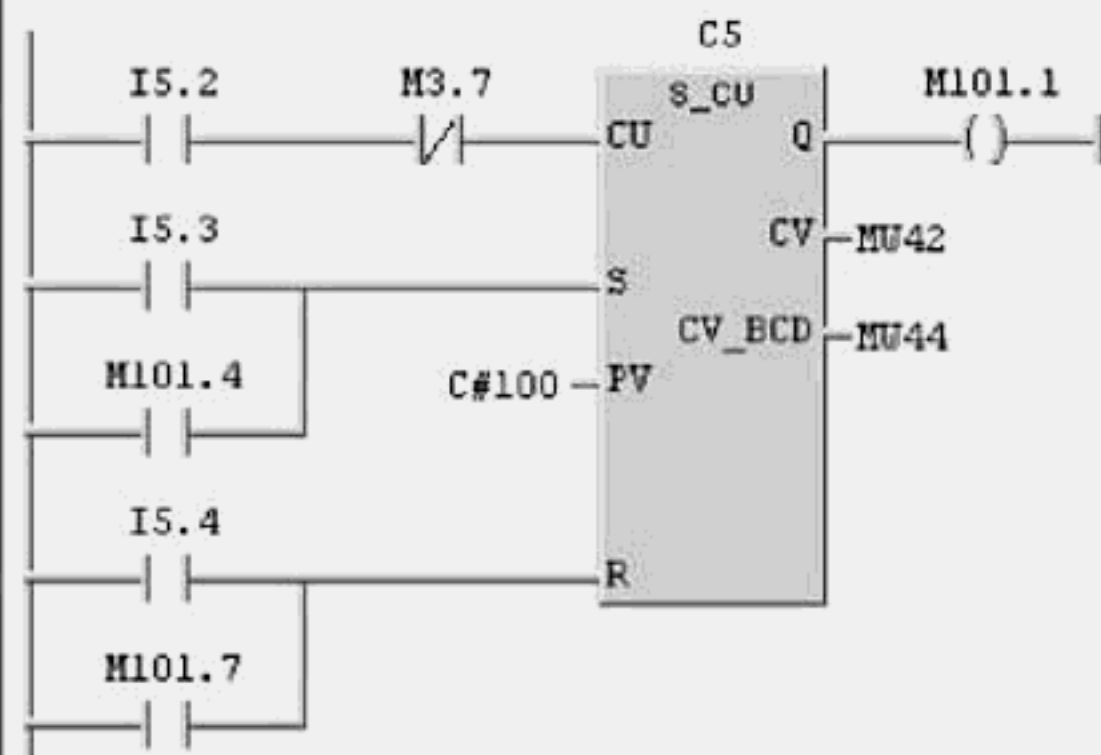 C5
I5.2 M3.7 S_CU M101.1
CU Q
I5.3 CV MW42
S
M101.4 CV_BCD MW44
C#100 PV
I5.4
R
M101.7